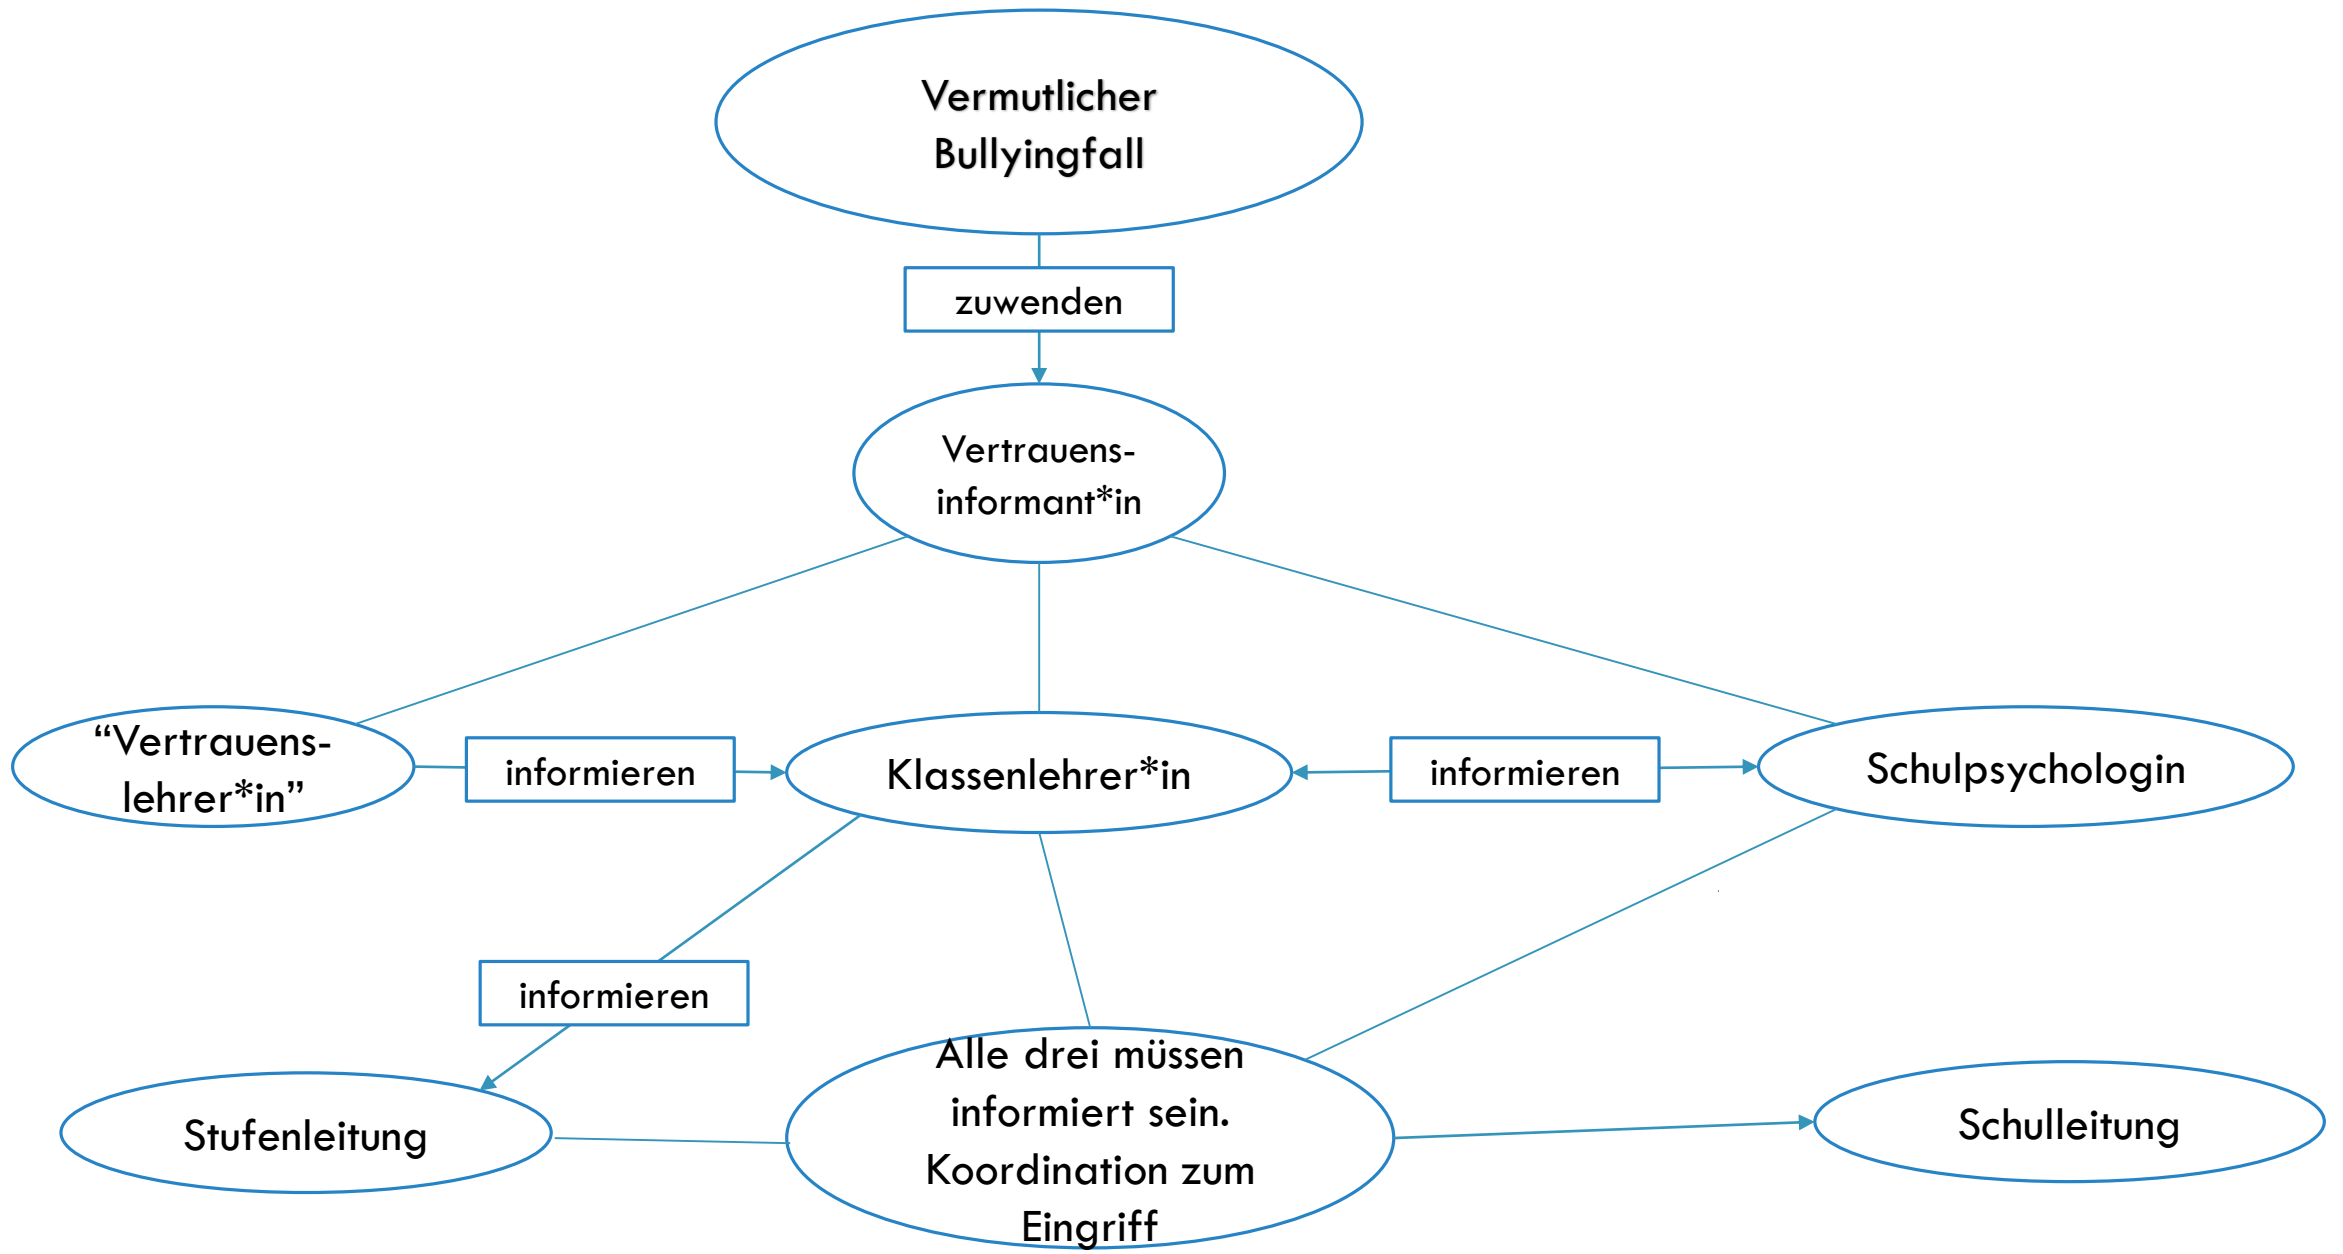 Vermutlicher
Bullyingfall
zuwenden
Vertrauens-
informant*in
“Vertrauens-
lehrer*in”
informieren
Klassenlehrer*in
informieren
Schulpsychologin
informieren
Stufenleitung
Alle drei müssen
informiert sein.
Koordination zum
Eingriff
Schulleitung